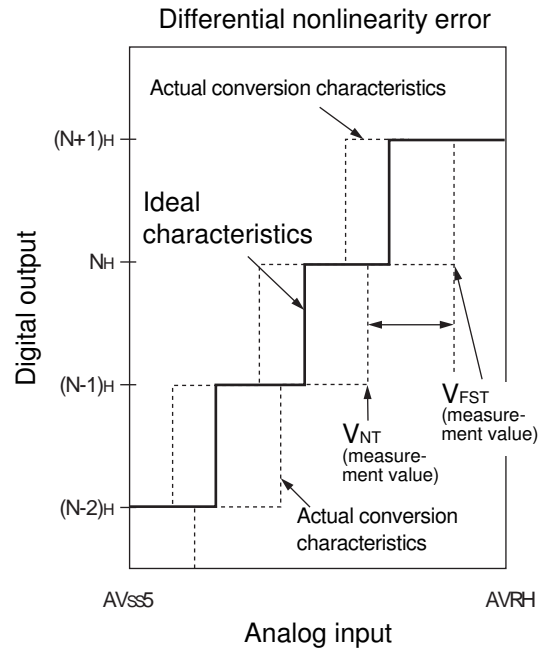 Differential nonlinearity error
Actual conversion characteristics
(N+1)H
Ideal
characteristics
NH
Digital output
(N-1)H
VFST
(measure-
ment value)
VNT
(measure-
ment value)
(N-2)H
Actual conversion
characteristics
AVss5
AVRH
Analog input